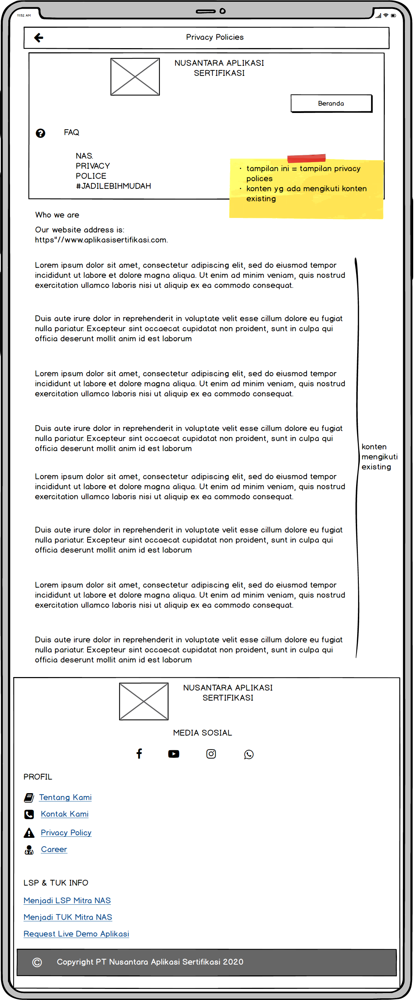 11:52 AM
Privacy Policies
NUSANTARA APLIKASI
SERTIFIKASI
Beranda
FAQ
NAS.
PRIVACY
POLICE
#JADILEBIHMUDAH
• tampilan ini = tampilan privacy
polices
• konten yg ada mengikuti konten
existing
Who we are
Our website address is:
https"//www.aplikasisertifikasi.com.
Lorem ipsum dolor sit amet, consectetur adipiscing elit, sed do eiusmod tempor
incididunt ut labore et dolore magna aliqua. Ut enim ad minim veniam, quis nostrud
exercitation ullamco laboris nisi ut aliquip ex ea commodo consequat.
Duis aute irure dolor in reprehenderit in voluptate velit esse cillum dolore eu fugiat
nulla pariatur. Excepteur sint occaecat cupidatat non proident, sunt in culpa qui
officia deserunt mollit anim id est laborum
Lorem ipsum dolor sit amet, consectetur adipiscing elit, sed do eiusmod tempor
incididunt ut labore et dolore magna aliqua. Ut enim ad minim veniam, quis nostrud
exercitation ullamco laboris nisi ut aliquip ex ea commodo consequat.
Duis aute irure dolor in reprehenderit in voluptate velit esse cillum dolore eu fugiat
nulla pariatur. Excepteur sint occaecat cupidatat non proident, sunt in culpa qui
officia deserunt mollit anim id est laborum
konten
mengikuti
existing
Lorem ipsum dolor sit amet, consectetur adipiscing elit, sed do eiusmod tempor
incididunt ut labore et dolore magna aliqua. Ut enim ad minim veniam, quis nostrud
exercitation ullamco laboris nisi ut aliquip ex ea commodo consequat.
Duis aute irure dolor in reprehenderit in voluptate velit esse cillum dolore eu fugiat
nulla pariatur. Excepteur sint occaecat cupidatat non proident, sunt in culpa qui
officia deserunt mollit anim id est laborum
Lorem ipsum dolor sit amet, consectetur adipiscing elit, sed do eiusmod tempor
incididunt ut labore et dolore magna aliqua. Ut enim ad minim veniam, quis nostrud
exercitation ullamco laboris nisi ut aliquip ex ea commodo consequat.
Duis aute irure dolor in reprehenderit in voluptate velit esse cillum dolore eu fugiat
nulla pariatur. Excepteur sint occaecat cupidatat non proident, sunt in culpa qui
officia deserunt mollit anim id est laborum
NUSANTARA APLIKASI
SERTIFIKASI
MEDIA SOSIAL
PROFIL
Tentang Kami
Kontak Kami
Privacy Policy
Career
LSP & TUK INFO
Menjadi LSP Mitra NAS
Menjadi TUK Mitra NAS
Request Live Demo Aplikasi
© Copyright PT Nusantara Aplikasi Sertifikasi 2020